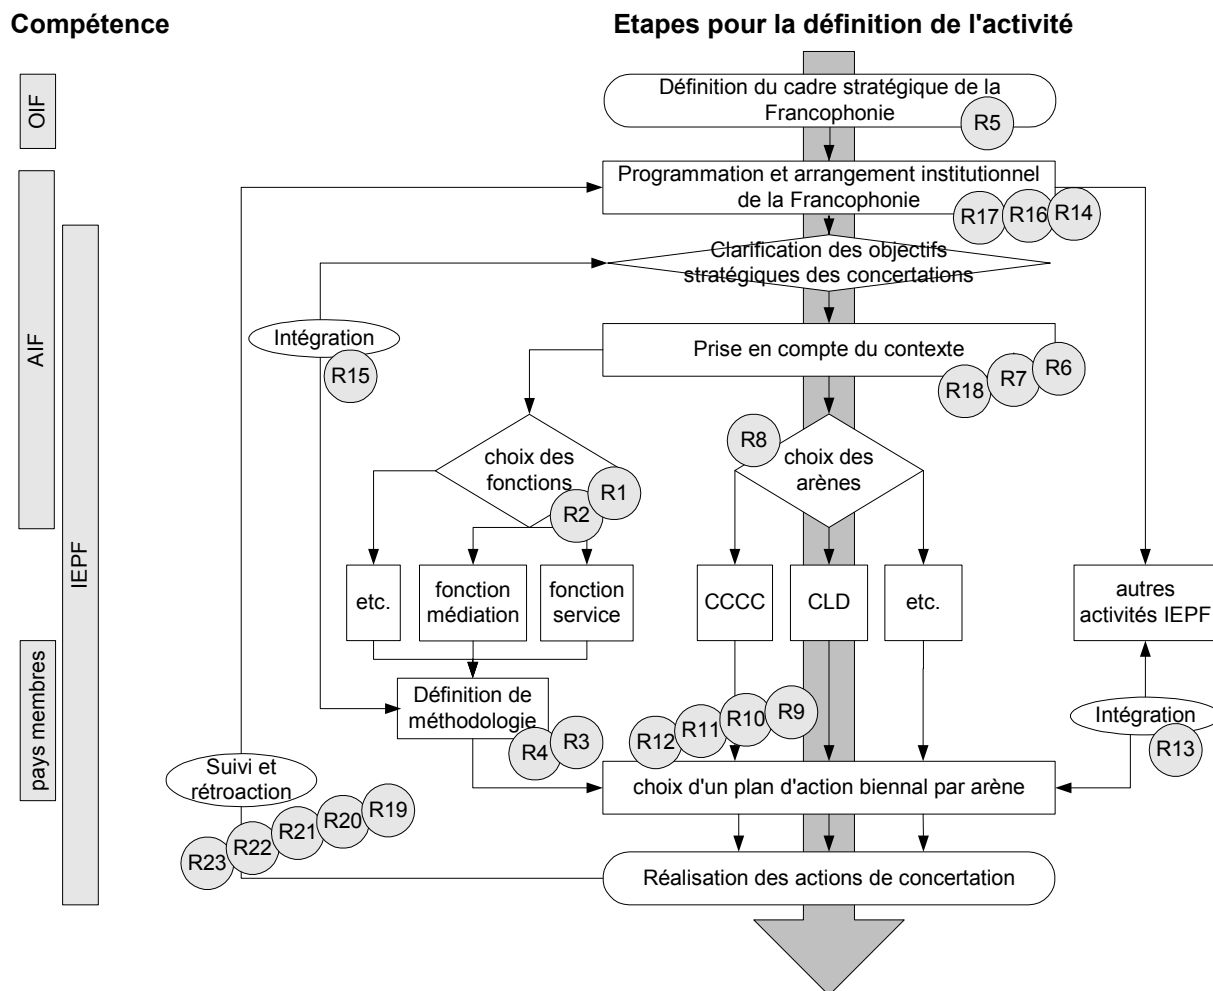 Compétence
Etapes pour la définition de l'activité
OIF
Définition du cadre stratégique de la
Francophonie
R5
AIF
Programmation et arrangement institutionnel
de la Francophonie
R17
R16
R14
IEPF
Clarification des objectifs
stratégiques des concertations
Intégration
R15
Prise en compte du contexte
R18
R7
R6
choix des
fonctions
R2
R1
R8
choix des
arènes
etc.
fonction
médiation
fonction
service
CCCC
CLD
etc.
autres
activités IEPF
pays membres
Définition de
méthodologie
R4
R3
R12
R11
R10
R9
Intégration
R13
Suivi et
rétroaction
choix d'un plan d'action biennal par arène
R23
R22
R21
R20
R19
Réalisation des actions de concertation